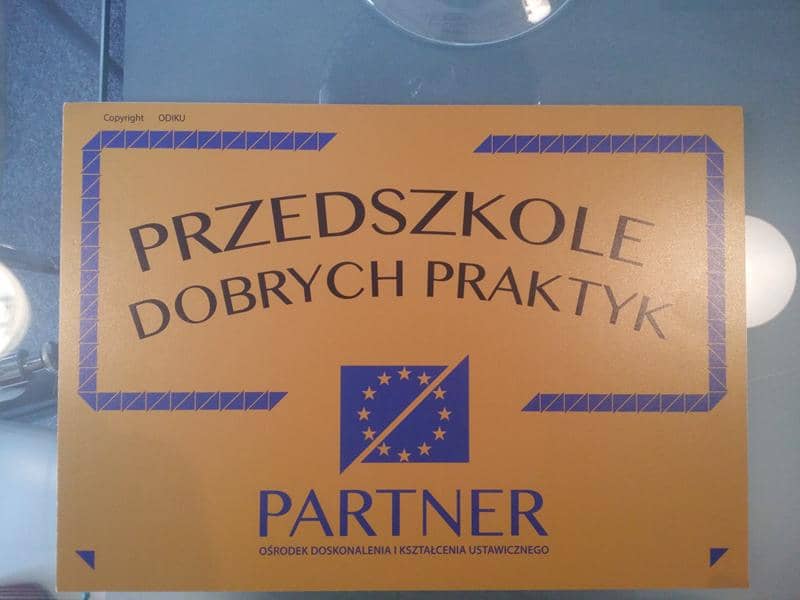 Copyright ODIKU
PRZEDSZKOLE
DOBRYCH PRAKTYK
PARTNER
OŚRODEK DOSKONALENIA I KSZTAŁCENIA USTAWICZNEGO